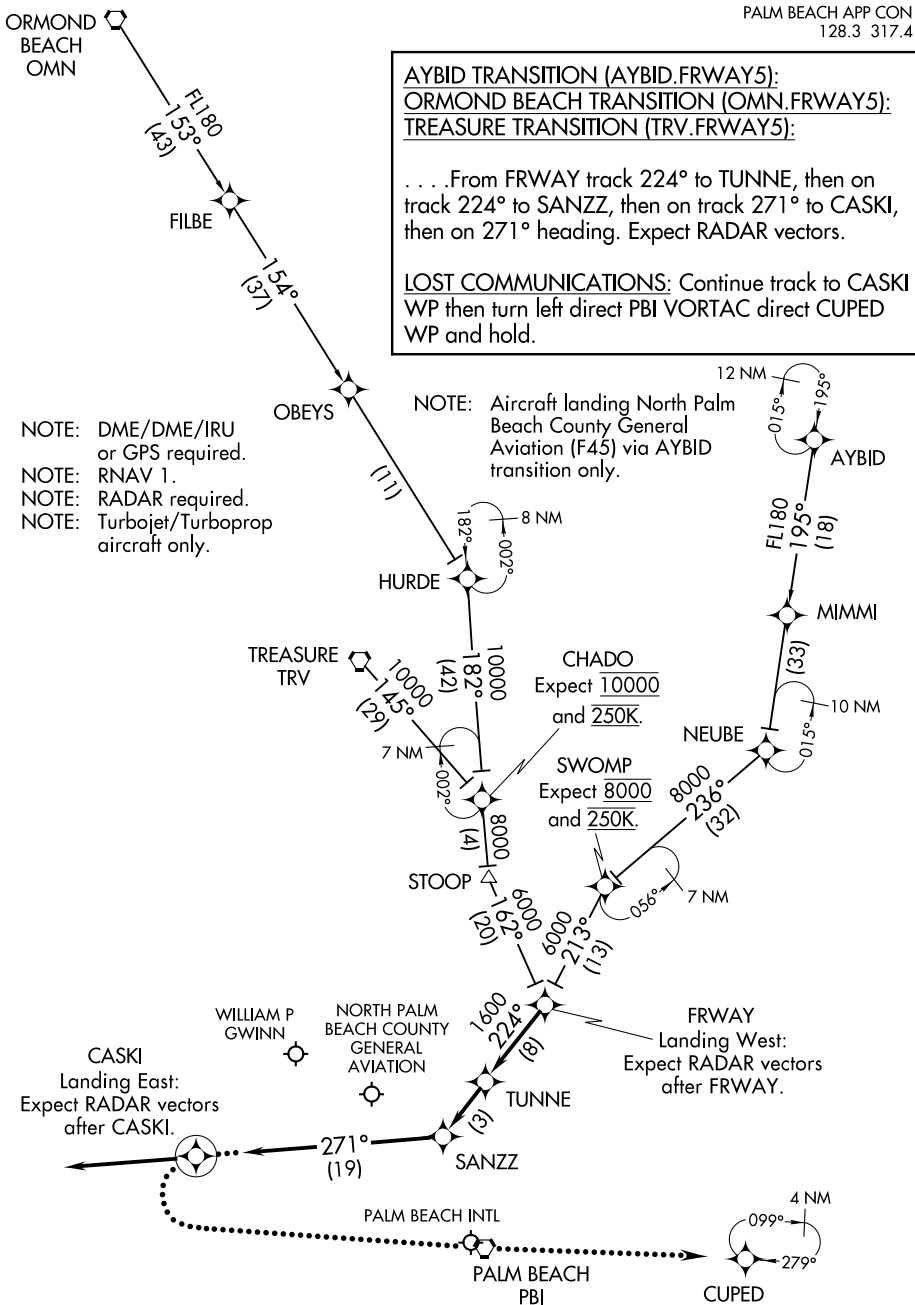 PALM BEACH APP CON
128.3 317.4
ORMOND
BEACH
OMN
AYBID TRANSITION (AYBID.FRWAY5):
ORMOND BEACH TRANSITION (OMN.FRWAY5):
TREASURE TRANSITION (TRV.FRWAY5):
. . . .From FRWAY track 224° to TUNNE, then on
track 224° to SANZZ, then on track 271° to CASKI,
then on 271° heading. Expect RADAR vectors.
LOST COMMUNICATIONS: Continue track to CASKI
WP then turn left direct PBI VORTAC direct CUPED
WP and hold.
FL180
153°
(43)
FILBE
154°
(37)
OBEYS
(11)
NOTE: DME/DME/IRU
or GPS required.
NOTE: RNAV 1.
NOTE: RADAR required.
NOTE: Turbojet/Turboprop
aircraft only.
NOTE: Aircraft landing North Palm
Beach County General
Aviation (F45) via AYBID
transition only.
12 NM
015°
195°
AYBID
FL180
195°
(18)
MIMMI
(33)
10 NM
015°
NEUBE
182°
002°
8 NM
HURDE
10000
182°
(42)
TREASURE
TRV
10000
145°
(29)
7 NM
002°
CHADO
Expect 10000
and 250K.
8000
(4)
STOOP
SWOMP
Expect 8000
and 250K.
8000
236°
(32)
056°
7 NM
6000
162°
(20)
6000
213°
(13)
FRWAY
Landing West:
Expect RADAR vectors
after FRWAY.
1600
224°
(8)
TUNNE
(3)
SANZZ
WILLIAM P
GWINN
NORTH PALM
BEACH COUNTY
GENERAL
AVIATION
CASKI
Landing East:
Expect RADAR vectors
after CASKI.
271°
(19)
PALM BEACH INTL
PALM BEACH
PBI
4 NM
099°
279°
CUPED